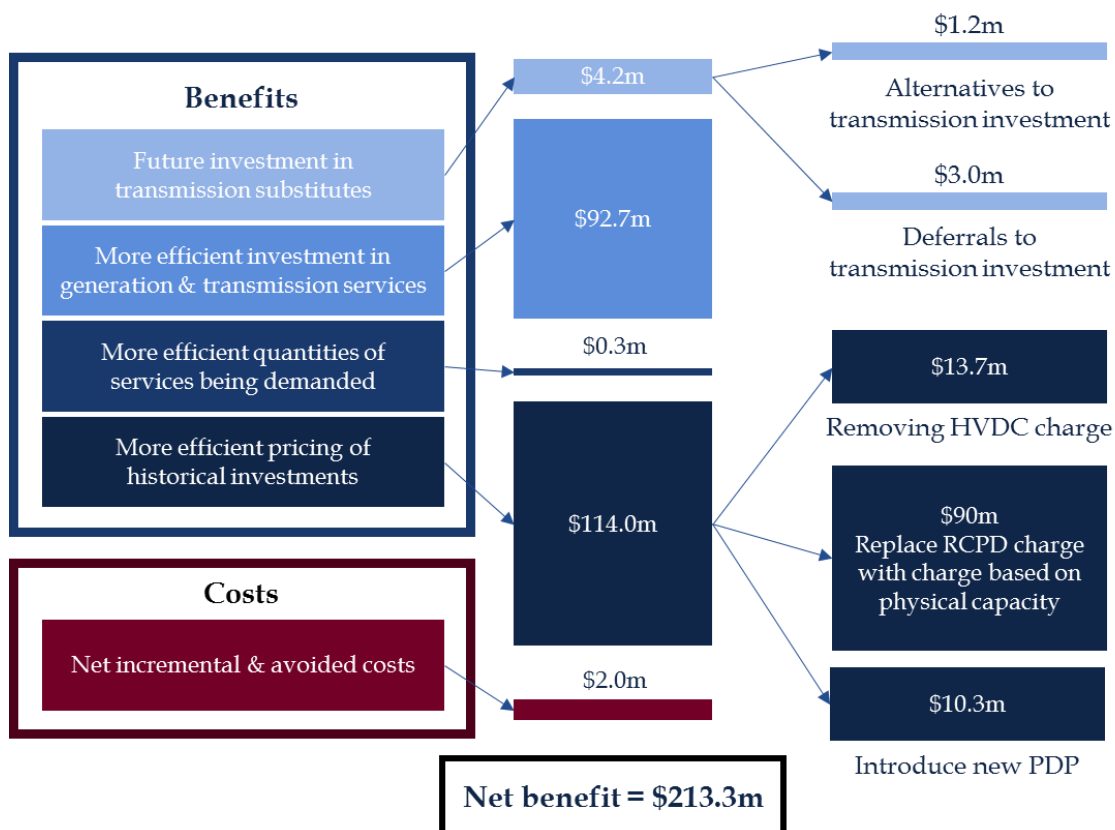 Benefits
Future investment in
transmission substitutes
More efficient investment in
generation & transmission services
More efficient quantities of
services being demanded
More efficient pricing of
historical investments
Costs
Net incremental & avoided costs
$4.2m
$92.7m
$0.3m
$114.0m
$2.0m
$1.2m
Alternatives to
transmission investment
$3.0m
Deferrals to
transmission investment
$13.7m
Removing HVDC charge
$90m
Replace RCPD charge
with charge based on
physical capacity
$10.3m
Introduce new PDP
Net benefit = $213.3m